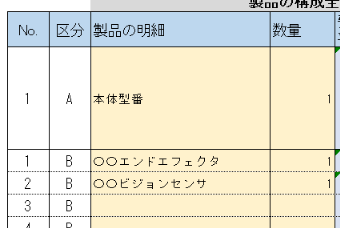 製品の構成全
No. 区分 製品の明細 数量
1 A 本体型番 1
1 B 〇〇エンドエフェクタ 1
2 B 〇〇ビジョンセンサ 1
3 B
4 B